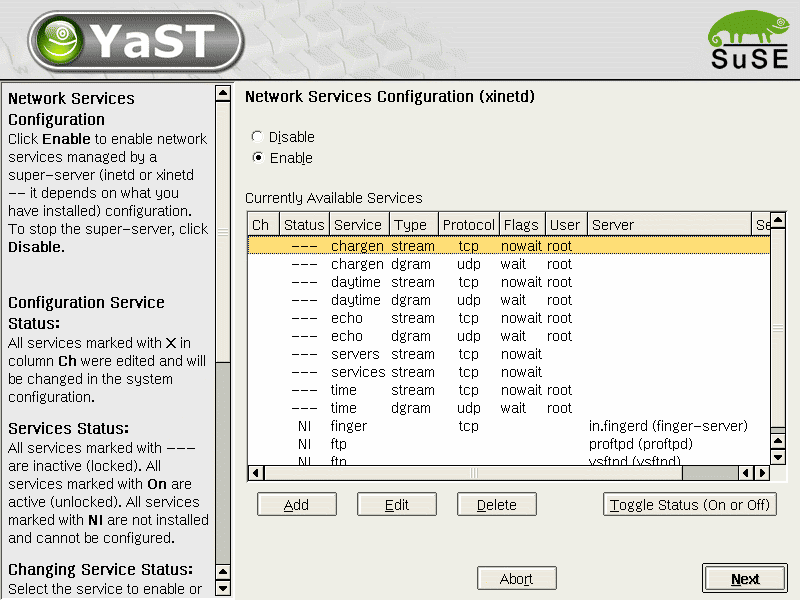 YaST
SuSE
Network Services
Configuration
Click Enable to enable network
services managed by a
super-server (inetd or xinetd
-- it depends on what you
have installed) configuration).
To stop the super-server, click
Disable.
Configuration Service
Status:
All services marked with X in
column Ch were edited and will
be changed in the system
configuration.
Services Status:
All services marked with ---
are inactive (locked). All
services marked with On are
active (unlocked). All services
marked with NI are not installed
and cannot be configured.
Changing Service Status:
Select the service to enable or
Network Services Configuration (xinetd)
Disable
Enable
Currently Available Services
Ch Status Service Type Protocol Flags User Server Se
--- chargen stream tcp nowait root
--- chargen dgram udp wait root
--- daytime stream tcp nowait root
--- daytime dgram udp wait root
--- echo stream tcp nowait root
--- echo dgram udp wait root
--- servers stream tcp nowait
--- services stream tcp nowait
--- time stream tcp nowait root
--- time dgram udp wait root
NI finger tcp in.fingerd (finger-server)
NI ftp proftpd (proftpd)
NI ftp vsftpd (vsftpd)
Add Edit Delete Toggle Status (On or Off)
Abort Next